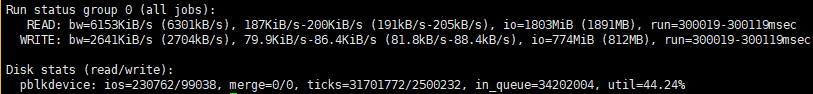 Run status group 0 (all jobs):
READ: bw=6153KiB/s (6301kB/s), 187KiB/s-200KiB/s (191kB/s-205kB/s), io=1803MiB (1891MB), run=300019-300119msec
WRITE: bw=2641KiB/s (2704kB/s), 79.9KiB/s-86.4KiB/s (81.8kB/s-88.4kB/s), io=774MiB (812MB), run=300019-300119msec
Disk stats (read/write):
pblkdevice: ios=230762/99038, merge=0/0, ticks=31701772/2500232, in_queue=34202004, util=44.24%